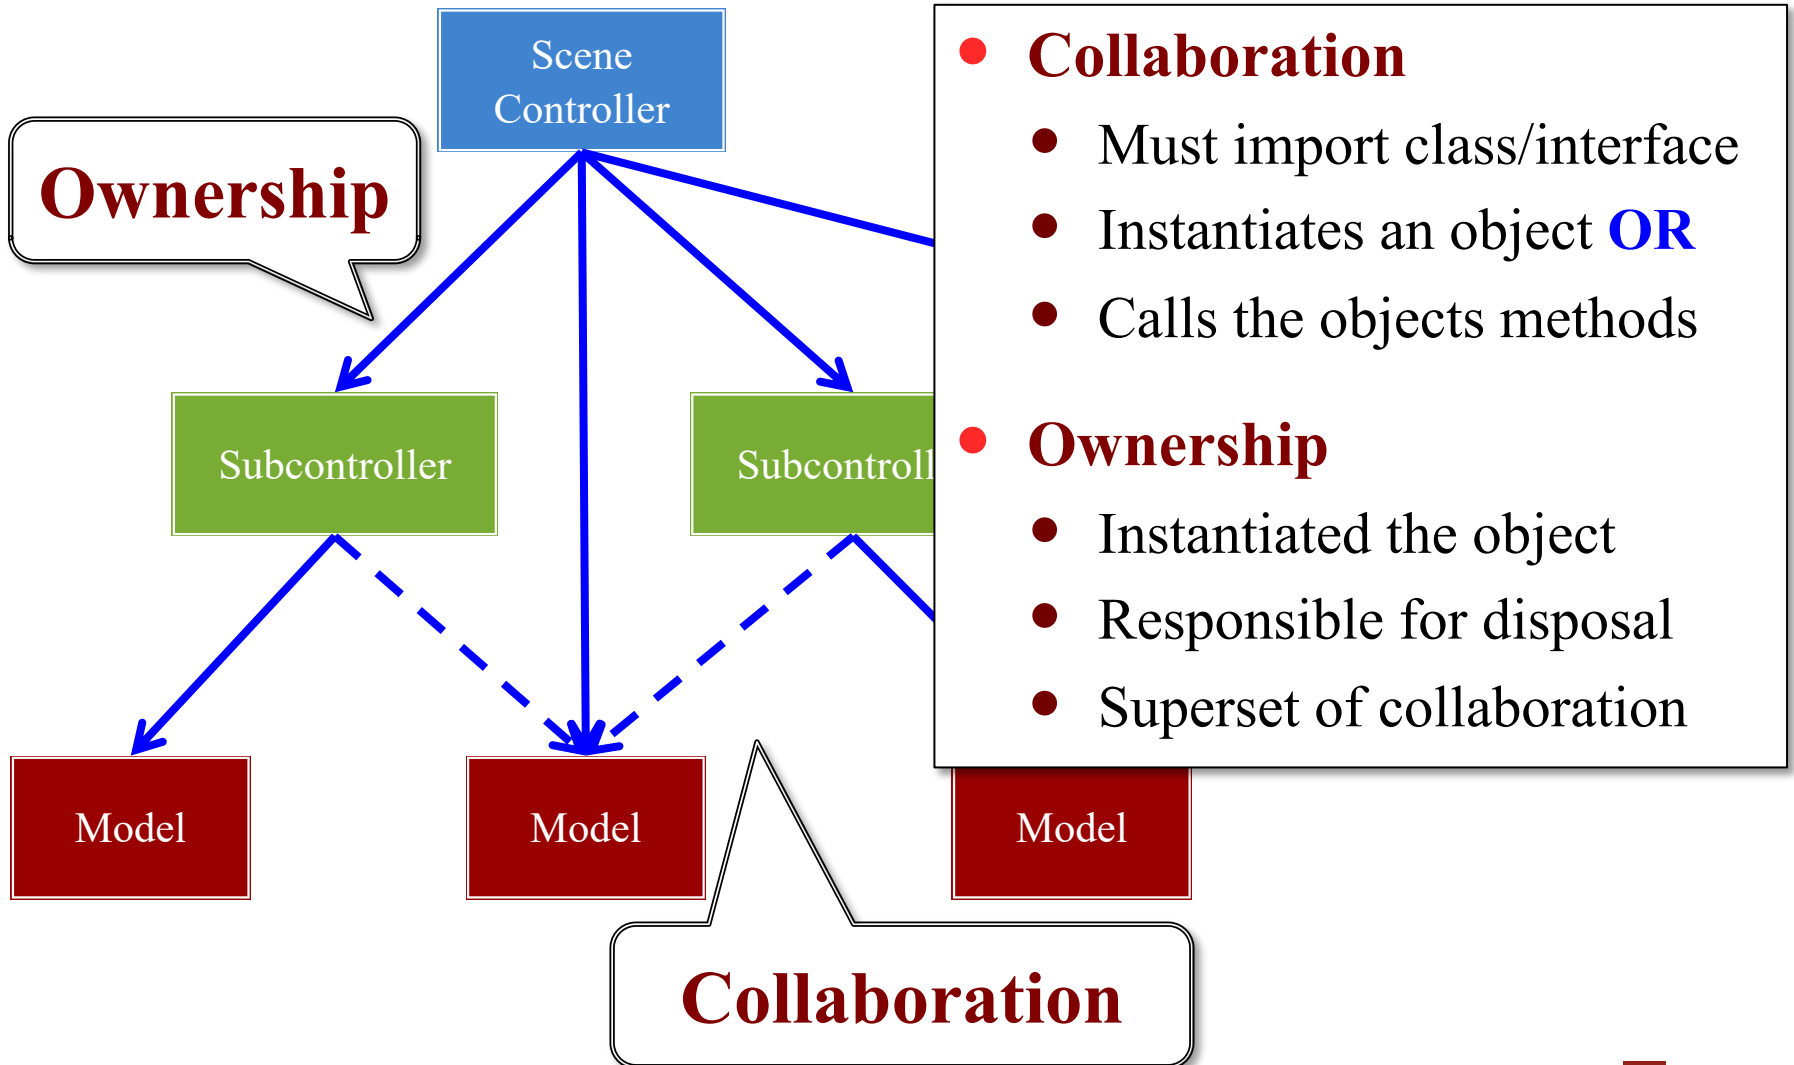 Scene
Controller
Ownership
Subcontroller
Subcontroll
Model
Model
Model
Collaboration
Collaboration
Must import class/interface
Instantiates an object OR
Calls the objects methods
Ownership
Instantiated the object
Responsible for disposal
Superset of collaboration